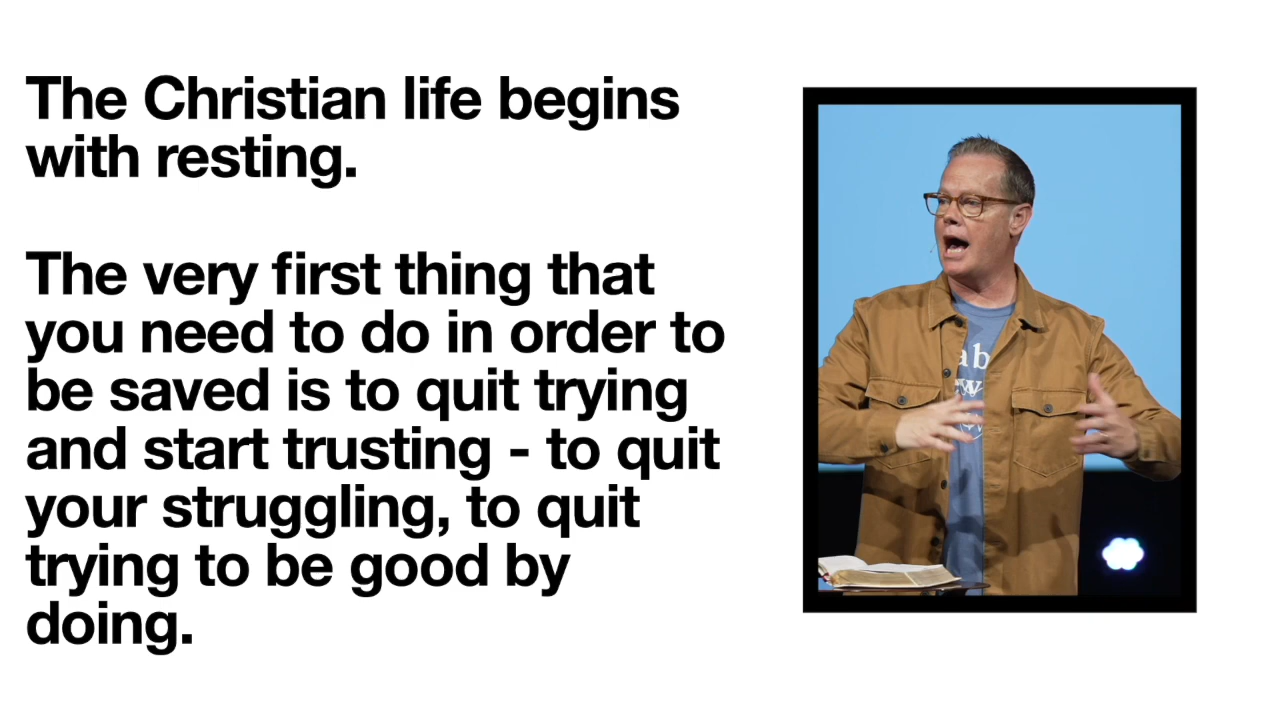 The Christian life begins
with resting.
The very first thing that
you need to do in order to
be saved is to quit trying
and start trusting - to quit
your struggling, to quit
trying to be good by
doing.
ab